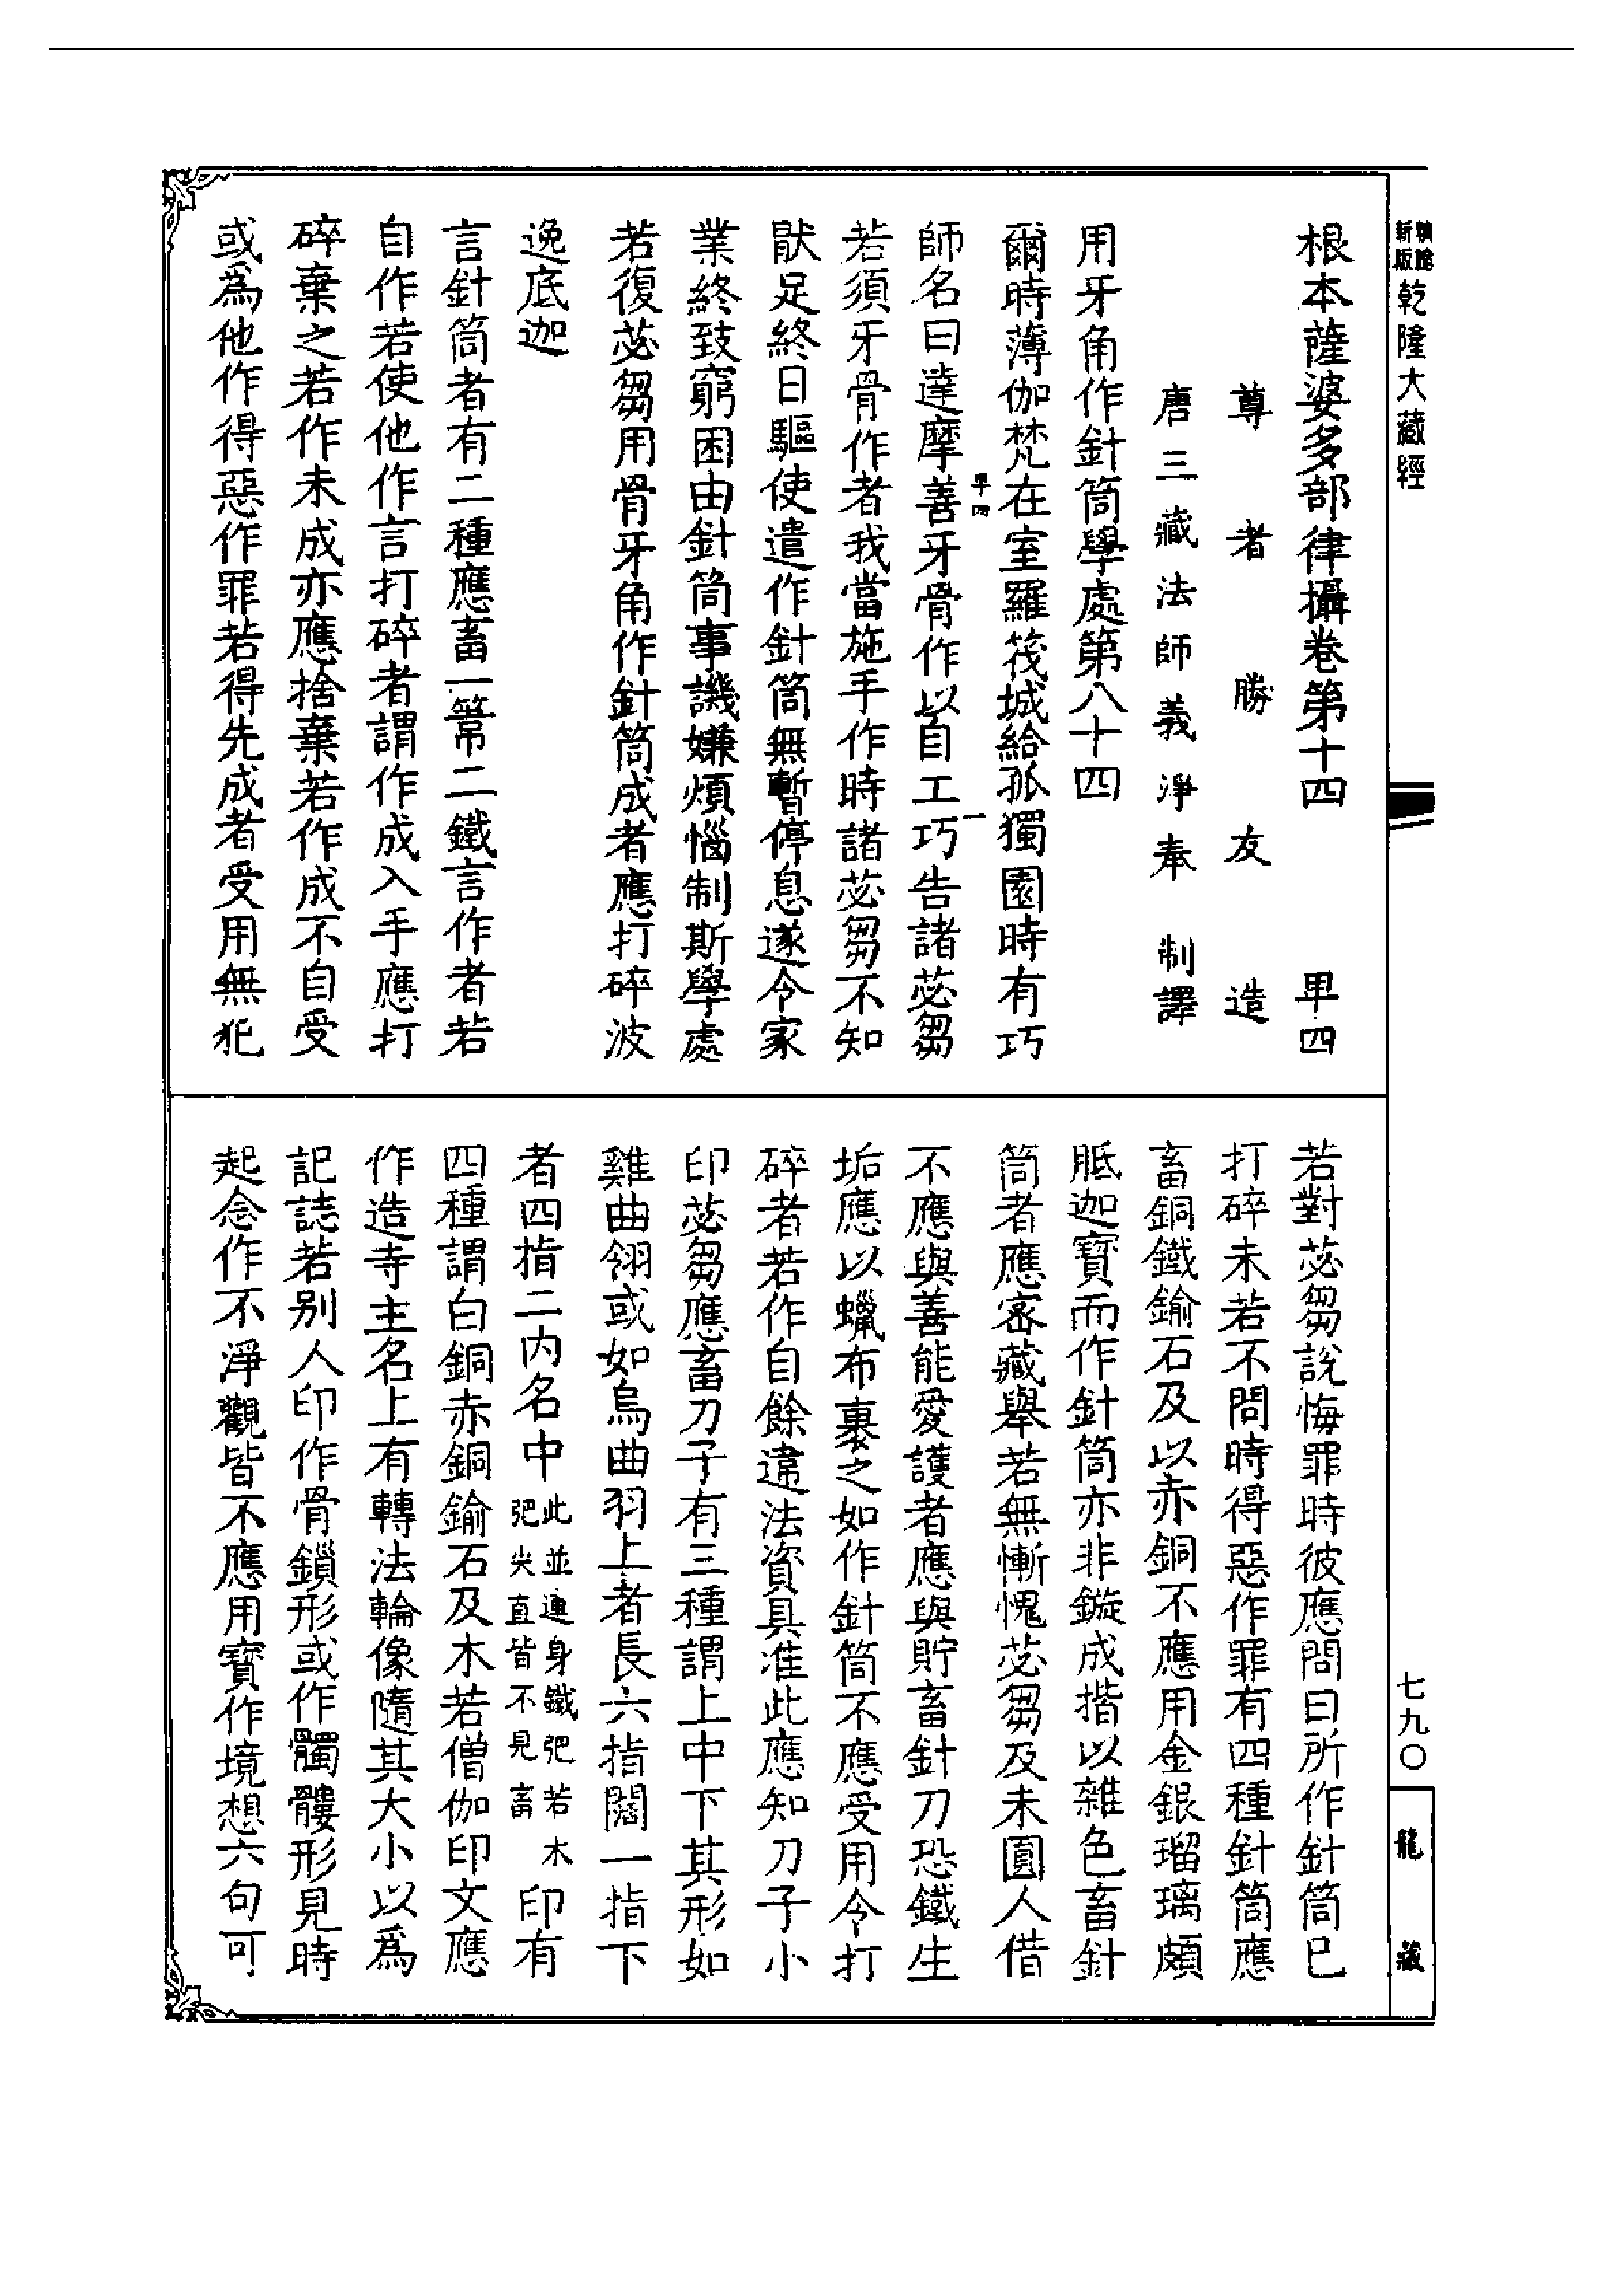 新版乾隆大藏經
根本薩婆多部律攝卷第十四　早四
尊者勝友造
唐三藏法師義淨奉制譯
用牙角作針筒學處第八十四
爾時薄伽梵在室羅筏城給孤獨園時有巧
師名曰達摩善牙骨作以自工巧告諸苾芻
早四
一
若須牙骨作者我當施手作時諸苾芻不知
猒足終日驅使遣作針筒無暫停息遂令家
業終致窮困由針筒事譏嫌煩惱制斯學處
若復苾芻用骨牙角作針筒成者應打碎波
逸底迦
言針筒者有二種應畜一箒二鐵言作者若
自作若使他作言打碎者謂作成入手應打
碎棄之若作未成亦應捨棄若作成不自受
或為他作得惡作罪若得先成者受用無犯
若對苾芻說悔罪時彼應問曰所作針筒已
打碎未若不問時得惡作罪有四種針筒應
畜銅鐵鍮石及以赤銅不應用金銀瑠璃頗
胝迦寶而作針筒亦非鏇成揩以雜色畜針
筒者應密藏舉若無慚愧苾芻及未圓人借
不應與善能愛護者應與貯畜針刀恐鐵生
垢應以蠟布裹之如作針筒不應受用令打
碎者若作自餘違法資具准此應知刀子小
印苾芻應畜刀子有三種謂上中下其形如
雞曲翎或如烏曲羽上者長六指闊一指下
者四指二內名中此並連身鐵弝若木弝尖直皆不見畜印有
四種謂白銅赤銅鍮石及木若僧伽印文應
作造寺主名上有轉法輪像隨其大小以為
記誌若別人印作骨鎖形或作髑髏形見時
起念作不淨觀皆不應用寶作境想六句可
七九〇
龍藏